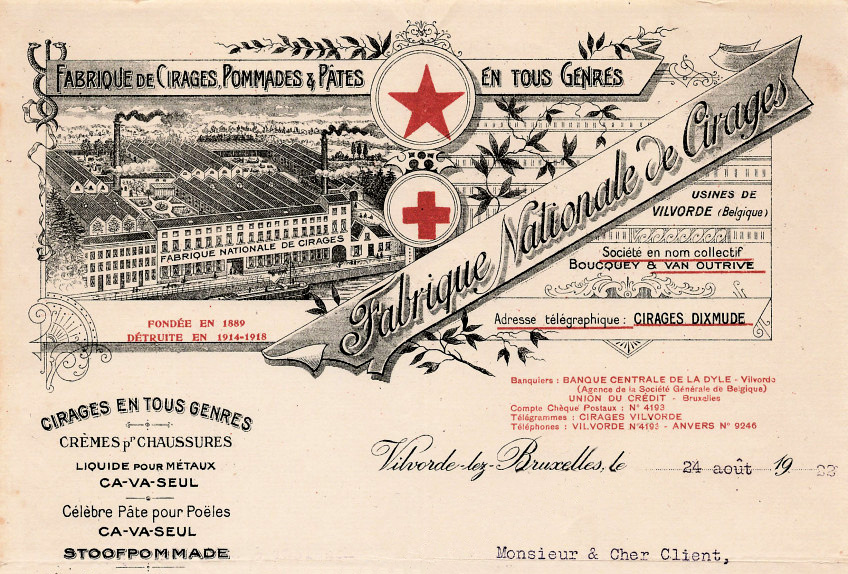 FABRIQUE DE CIRAGES, POMMADES & PÂTES EN TOUS GENRES
Fabrique Nationale de Cirages
FABRIQUE NATIONALE DE CIRAGES
USINES DE
VILVORDE (Belgique)
Société en nom collectif
BOUCQUEY & VAN OUTRIVE
Adresse télégraphique : CIRAGES DIXMUDE
FONDÉE EN 1889
DÉTRUITE EN 1914-1918
Banquiers : BANQUE CENTRALE DE LA DYLE - Vilvorde
(Agence de la Société Générale de Belgique)
UNION DU CRÉDIT - Bruxelles
Compte Chèque Postaux : N° 4193
Télégrammes : CIRAGES VILVORDE
Téléphones : VILVORDE N° 4193 - ANVERS N° 9246
CIRAGES EN TOUS GENRES
CRÈMES pr CHAUSSURES
LIQUIDE POUR MÉTAUX
CA-VA-SEUL
Célèbre Pâte pour Poëles
CA-VA-SEUL
STOOFPOMMADE
Vilvorde-lez-Bruxelles, le 24 août 19
Monsieur & Cher Client,